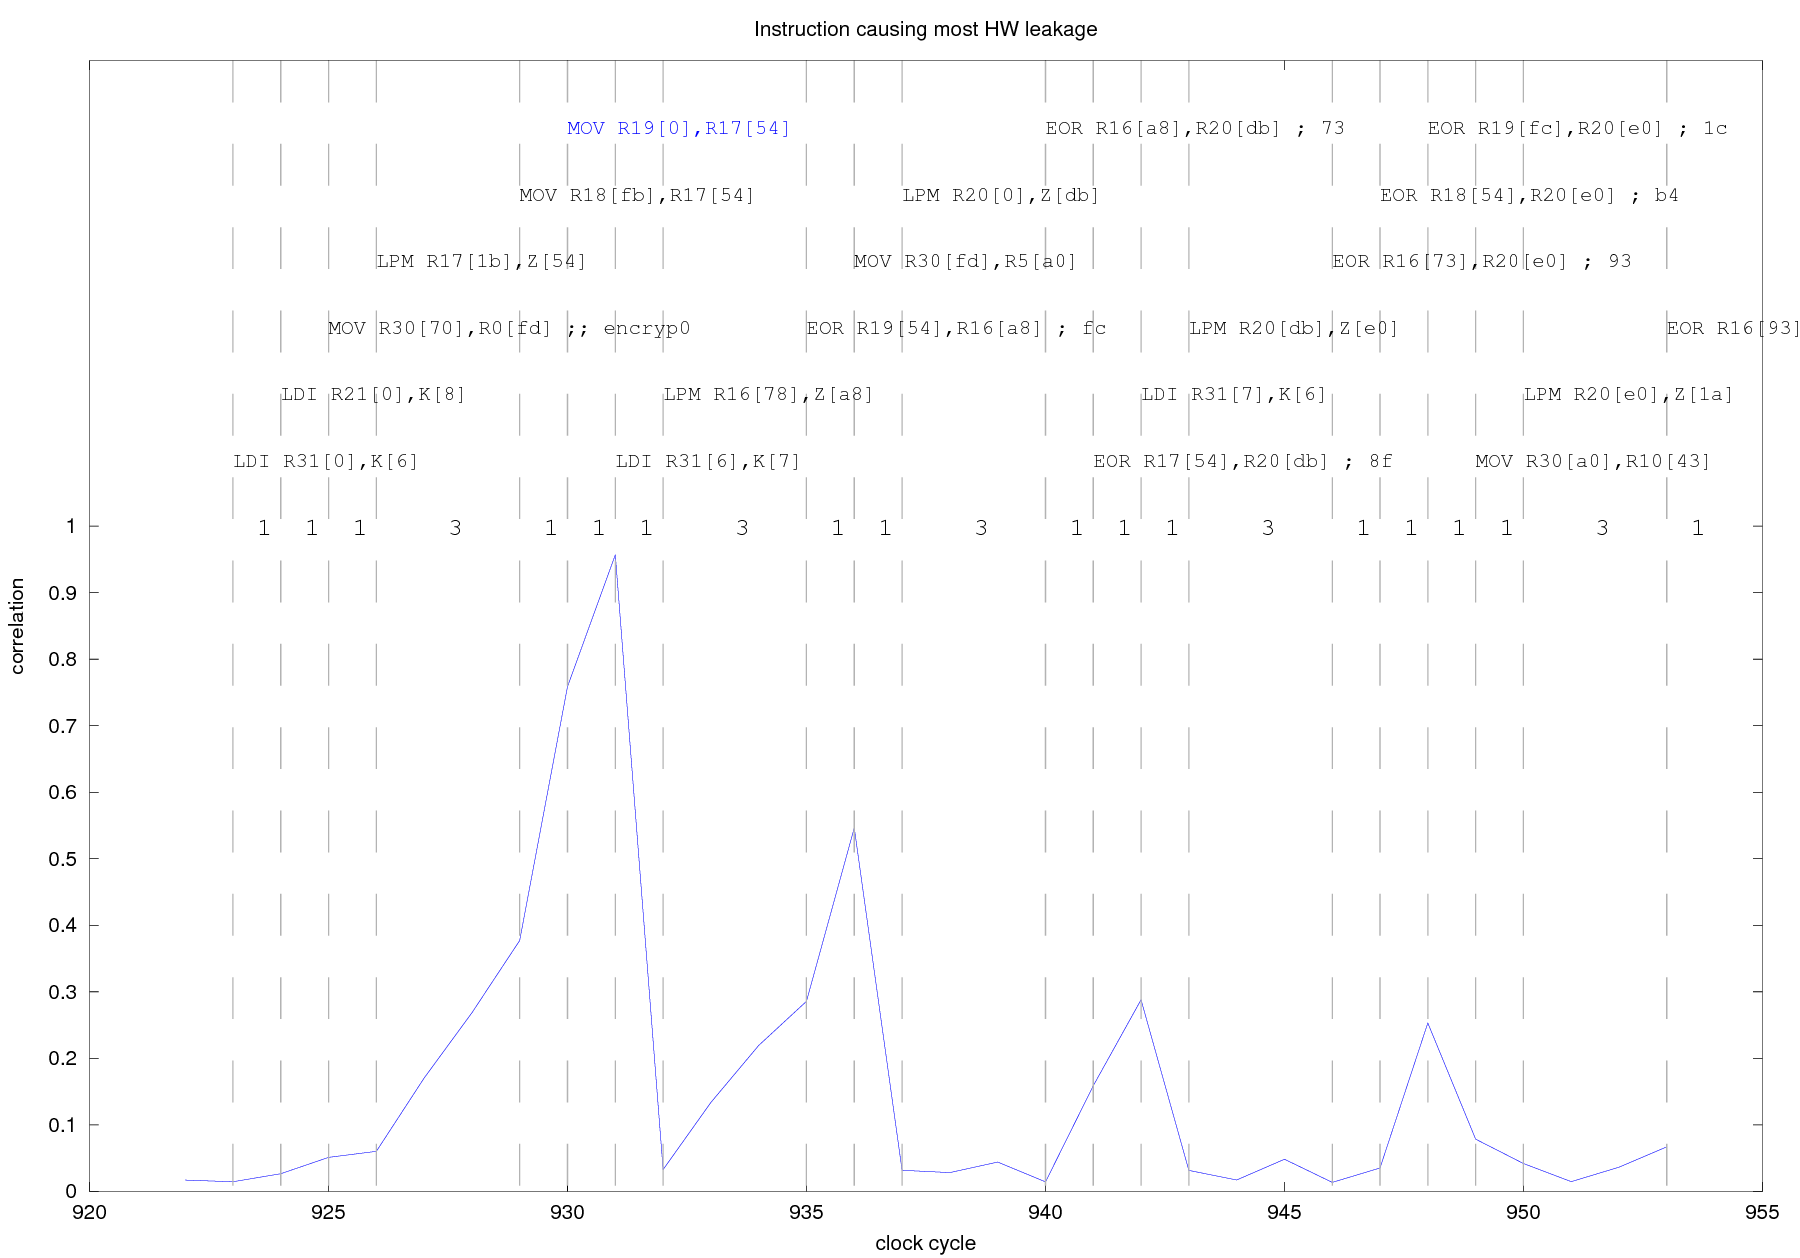 Instruction causing most HW leakage
MOV R19[0],R17[54]
EOR R16[a8],R20[db] ; 73
EOR R19[fc],R20[e0] ; 1c
MOV R18[fb],R17[54]
LPM R20[0],Z[db]
EOR R18[54],R20[e0] ; b4
LPM R17[1b],Z[54]
MOV R30[fd],R5[a0]
EOR R16[73],R20[e0] ; 93
MOV R30[70],R0[fd] ;; encryp0
EOR R19[54],R16[a8] ; fc
LPM R20[db],Z[e0]
EOR R16[93]
LDI R21[0],K[8]
LPM R16[78],Z[a8]
LDI R31[7],K[6]
LPM R20[e0],Z[1a]
LDI R31[0],K[6]
LDI R31[6],K[7]
EOR R17[54],R20[db] ; 8f
MOV R30[a0],R10[43]
1 1 1 3 1 1 1 3 1 1 3 1 1 1 3 1 1 1 1 3 1
1
0.9
0.8
0.7
0.6
0.5
0.4
0.3
0.2
0.1
0
correlation
920 925 930 935 940 945 950 955
clock cycle